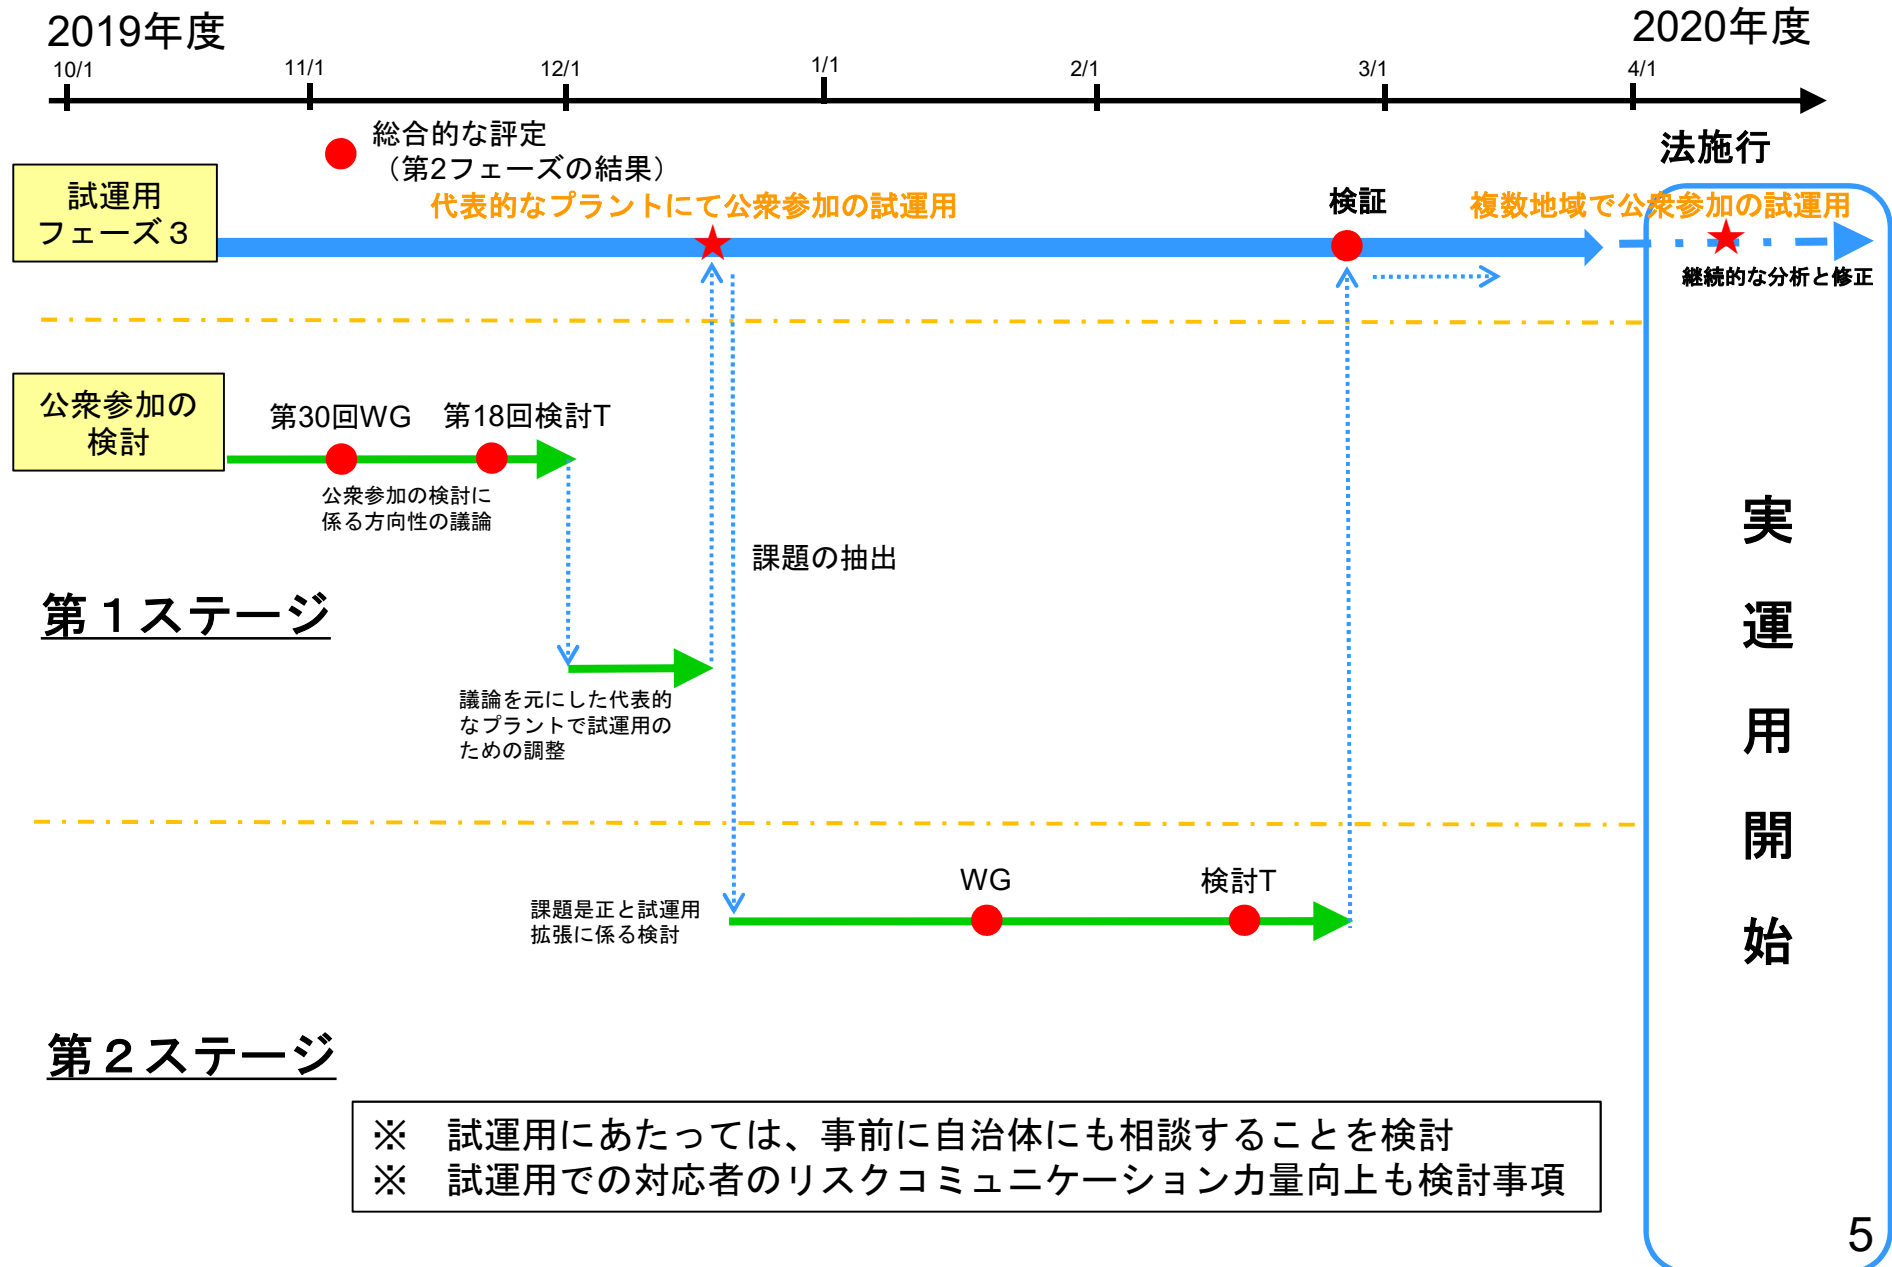 2019年度
2020年度
10/1
11/1
12/1
1/1
2/1
3/1
4/1
総合的な評定
（第2フェーズの結果）
法施行
試運用
フェーズ３
代表的なプラントにて公衆参加の試運用
検証
複数地域で公衆参加の試運用
継続的な分析と修正
公衆参加の
検討
第30回WG
第18回検討T
公衆参加の検討に
係る方向性の議論
課題の抽出
第１ステージ
議論を元にした代表的
なプラントで試運用の
ための調整
WG
検討T
課題是正と試運用
拡張に係る検討
実
運
用
開
始
第２ステージ
※　試運用にあたっては、事前に自治体にも相談することを検討
※　試運用での対応者のリスクコミュニケーション力量向上も検討事項
5